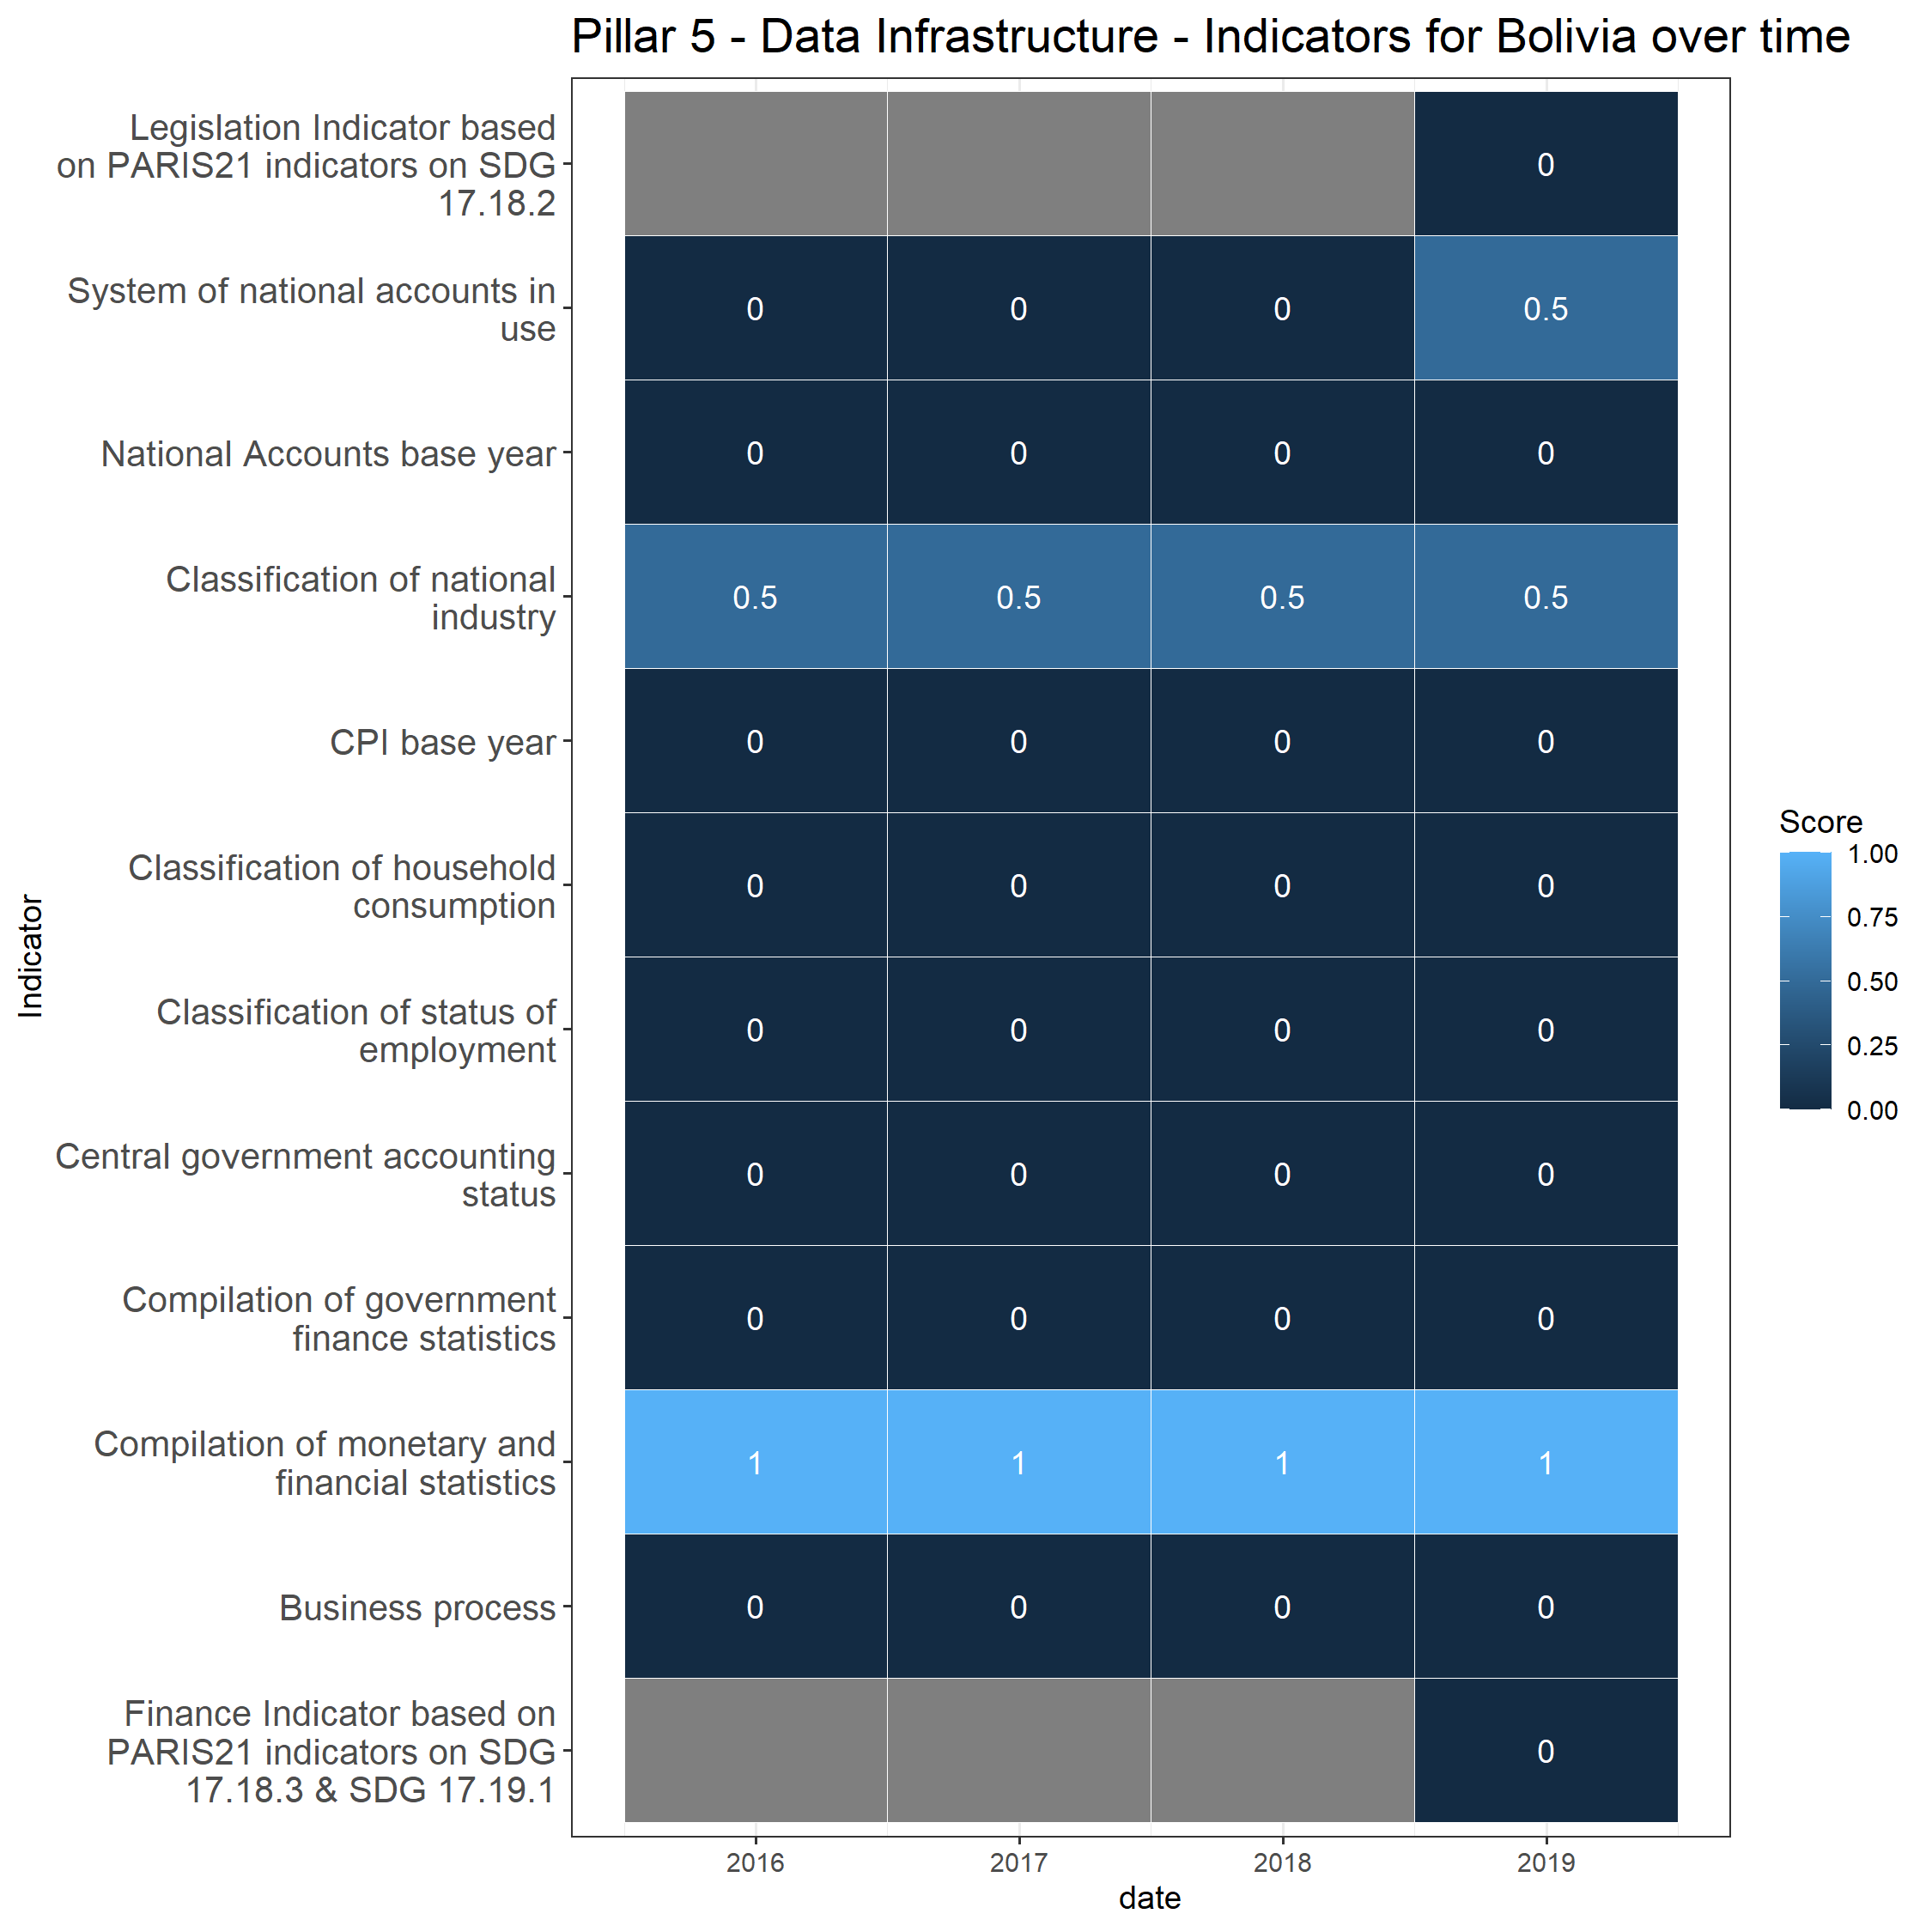 Pillar 5 - Data Infrastructure - Indicators for Bolivia over time
Indicator
Legislation Indicator based
on PARIS21 indicators on SDG
17.18.2
0
System of national accounts in
use
0 0 0 0.5
National Accounts base year
0 0 0 0
Classification of national
industry
0.5 0.5 0.5 0.5
CPI base year
0 0 0 0
Classification of household
consumption
0 0 0 0
Classification of status of
employment
0 0 0 0
Central government accounting
status
0 0 0 0
Compilation of government
finance statistics
0 0 0 0
Compilation of monetary and
financial statistics
1 1 1 1
Business process
0 0 0 0
Finance Indicator based on
PARIS21 indicators on SDG
17.18.3 & SDG 17.19.1
0
2016 2017 2018 2019
date
Score
1.00
0.75
0.50
0.25
0.00